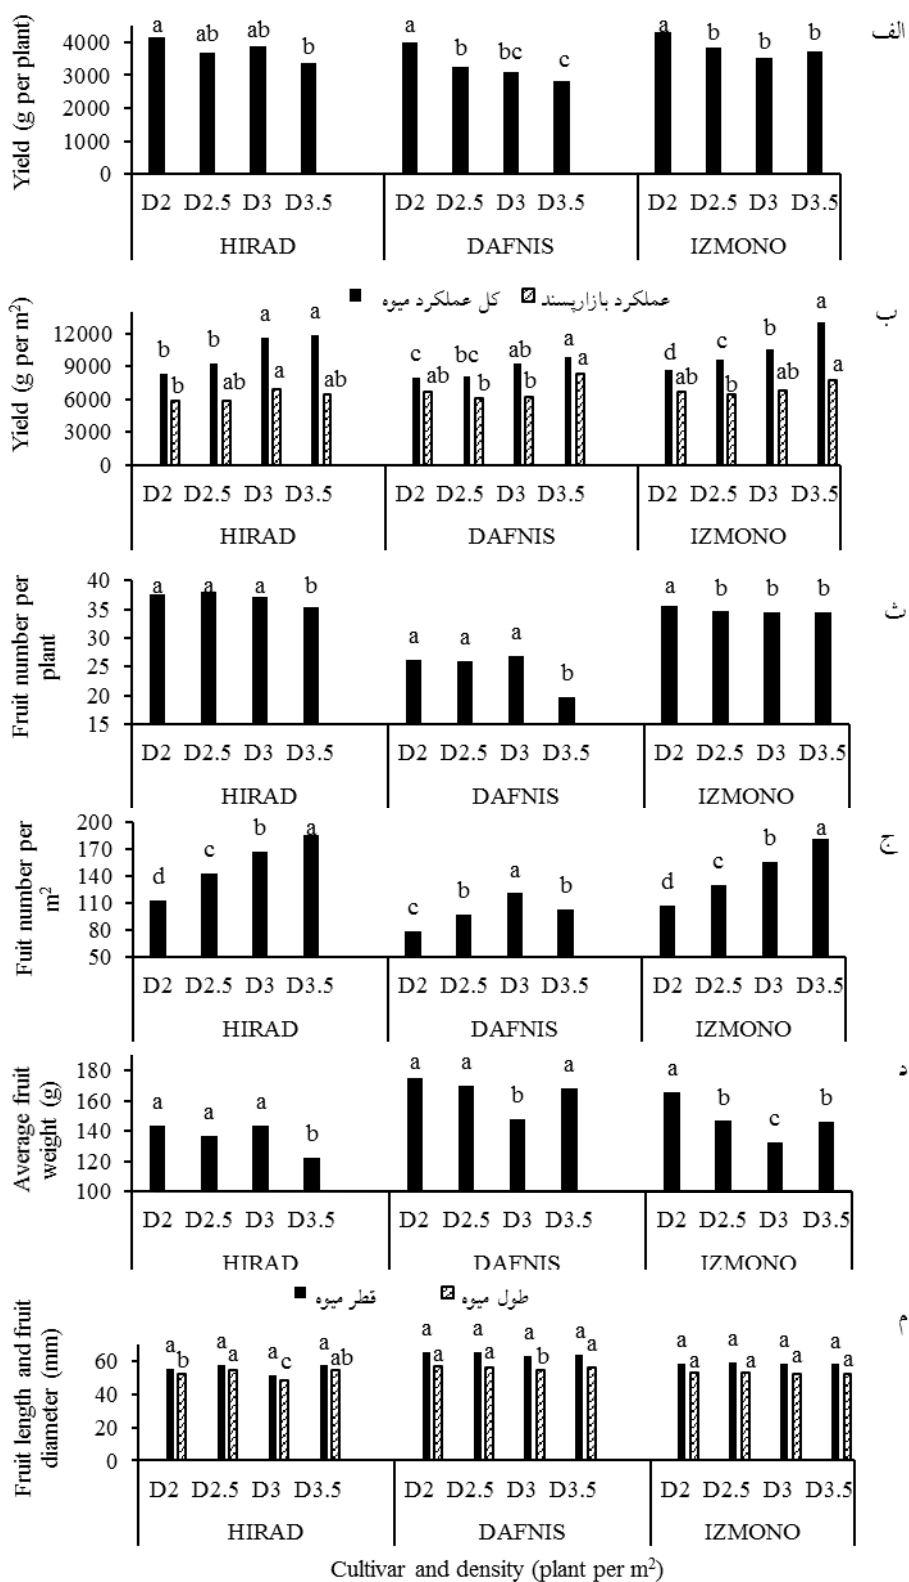 الف
Yield (g per plant)
4000
3000
2000
1000
0
a ab a b a b bc c a b b b
D2 D2.5 D3 D3.5 D2 D2.5 D3 D3.5 D2 D2.5 D3 D3.5
HIRAD DAFNIS IZMONO
کل عملکرد میوه عملکرد بازارپسند
ب
Yield (g per m²)
12000
9000
6000
3000
0
b b b ab a a a ab c ab bc b ab b a a d ab c b b ab a a
D2 D2.5 D3 D3.5 D2 D2.5 D3 D3.5 D2 D2.5 D3 D3.5
HIRAD DAFNIS IZMONO
ث
Fruit number per
plant
40
35
30
25
20
15
a a a b a a a b a b b b
D2 D2.5 D3 D3.5 D2 D2.5 D3 D3.5 D2 D2.5 D3 D3.5
HIRAD DAFNIS IZMONO
ج
Fuit number per
m²
200
170
140
110
80
50
d c b a c b a b d c b a
D2 D2.5 D3 D3.5 D2 D2.5 D3 D3.5 D2 D2.5 D3 D3.5
HIRAD DAFNIS IZMONO
د
Average fruit
weight (g)
180
160
140
120
100
a a a b a a b a a b c b
D2 D2.5 D3 D3.5 D2 D2.5 D3 D3.5 D2 D2.5 D3 D3.5
HIRAD DAFNIS IZMONO
قطر میوه طول میوه
م
Fruit length and fruit
diameter (mm)
60
40
20
0
a b a a a c a ab a a a a a b a a a a a a a a a a
D2 D2.5 D3 D3.5 D2 D2.5 D3 D3.5 D2 D2.5 D3 D3.5
HIRAD DAFNIS IZMONO
Cultivar and density (plant per m²)